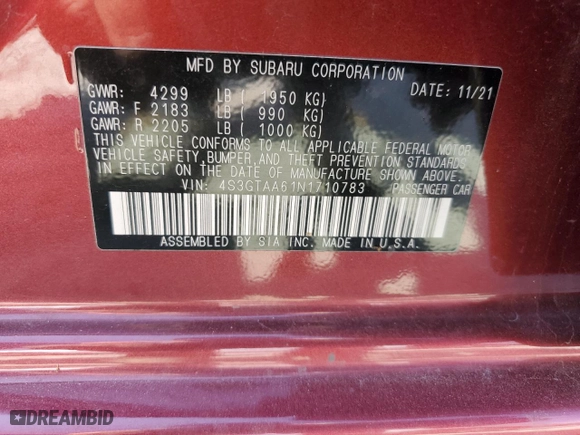 MFD BY SUBARU CORPORATION
DATE: 11/21
GVWR: 4299 LB ( 1950 KG)
GAWR: F 2183 LB ( 990 KG)
GAWR: R 2205 LB ( 1000 KG)
THIS VEHICLE CONFORMS TO ALL APPLICABLE FEDERAL MOTOR
VEHICLE SAFETY, BUMPER, AND THEFT PREVENTION STANDARDS
IN EFFECT ON THE DATE OF MANUFACTURE SHOWN ABOVE.
VIN: 4S3GTAA61N1710783 PASSENGER CAR
ASSEMBLED BY SIA INC. MADE IN U.S.A.
DREAMBID